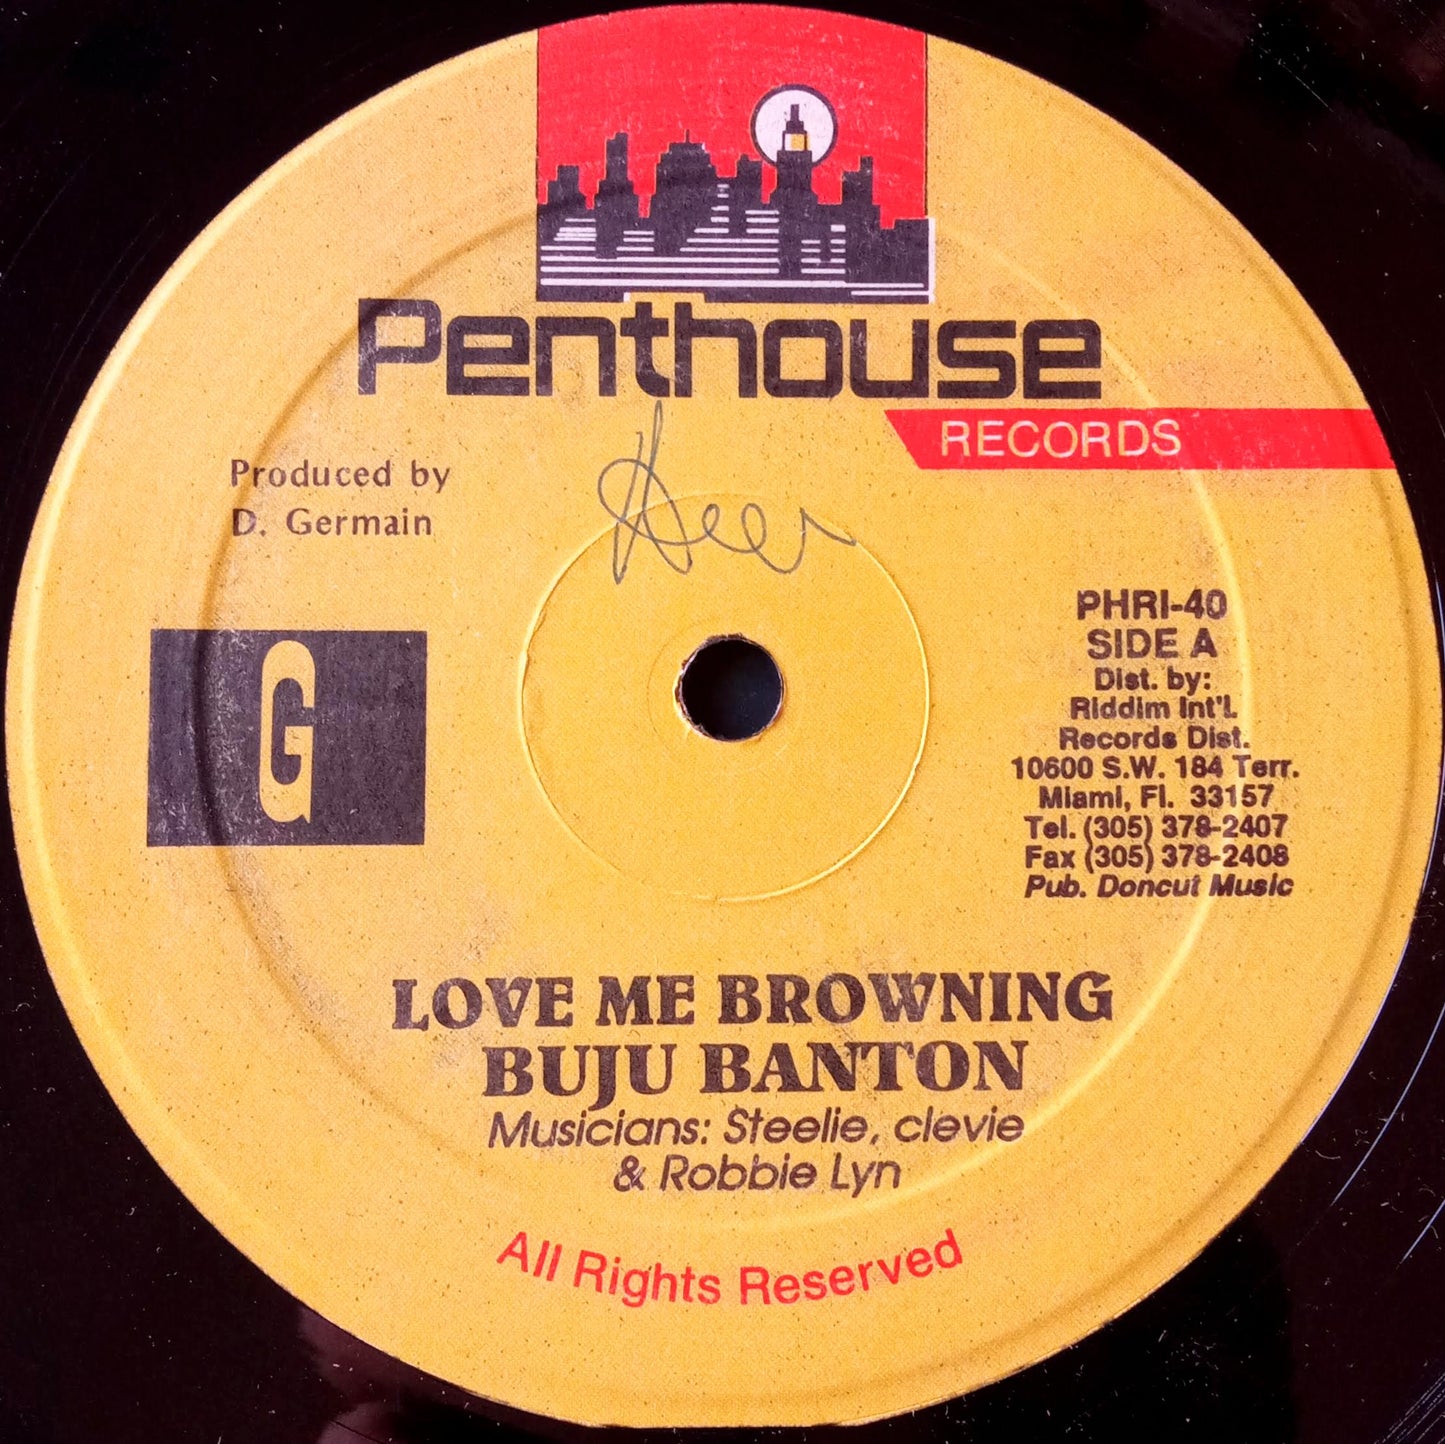 Penthouse
RECORDS
Produced by
D. Germain
G
PHRI-40
SIDE A
Dist. by:
Riddim Int'l.
Records Dist.
10600 S.W. 184 Terr.
Miami, Fl. 33157
Tel. (305) 378-2407
Fax (305) 378-2408
Pub. Doncut Music
LOVE ME BROWNING
BUJU BANTON
Musicians: Steelie, clevie
& Robbie Lyn
All Rights Reserved